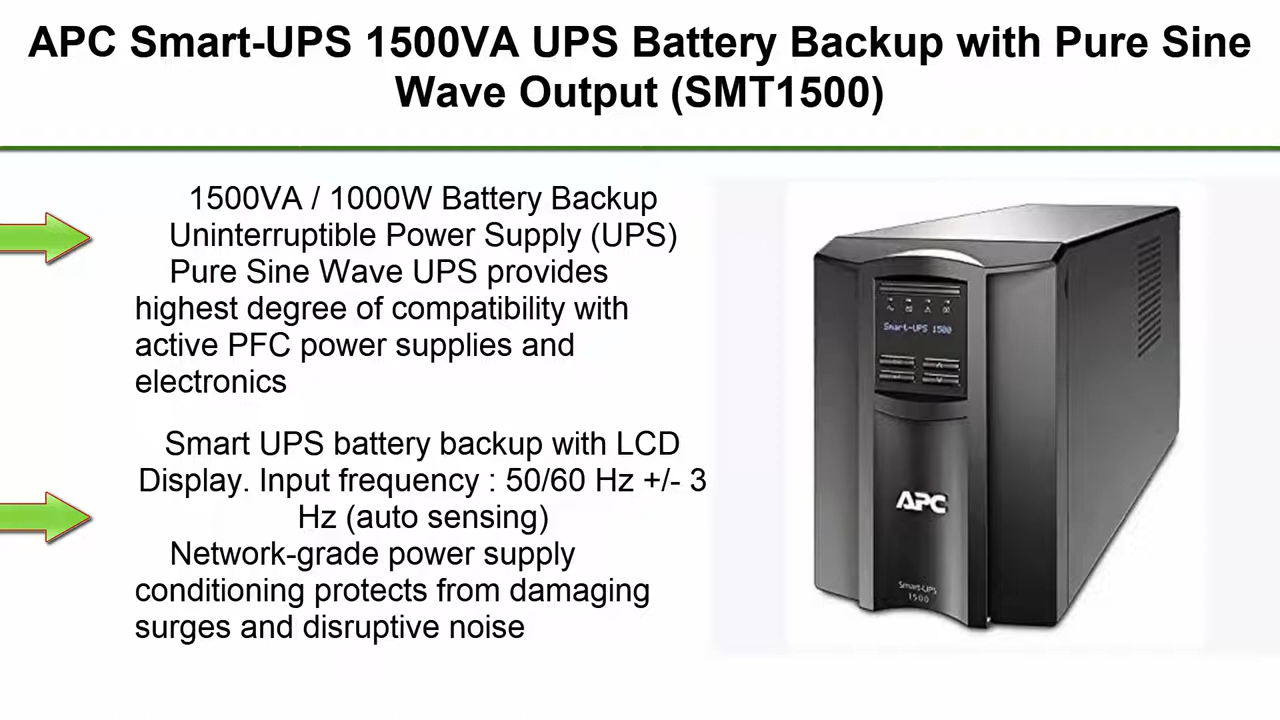 APC Smart-UPS 1500VA UPS Battery Backup with Pure Sine
Wave Output (SMT1500)
1500VA / 1000W Battery Backup
Uninterruptible Power Supply (UPS)
Pure Sine Wave UPS provides
highest degree of compatibility with
active PFC power supplies and
electronics
Smart UPS battery backup with LCD
Display. Input frequency : 50/60 Hz +/- 3
Hz (auto sensing)
Network-grade power supply
conditioning protects from damaging
surges and disruptive noise
Smart-UPS 1500
APC
Smart-UPS
1500